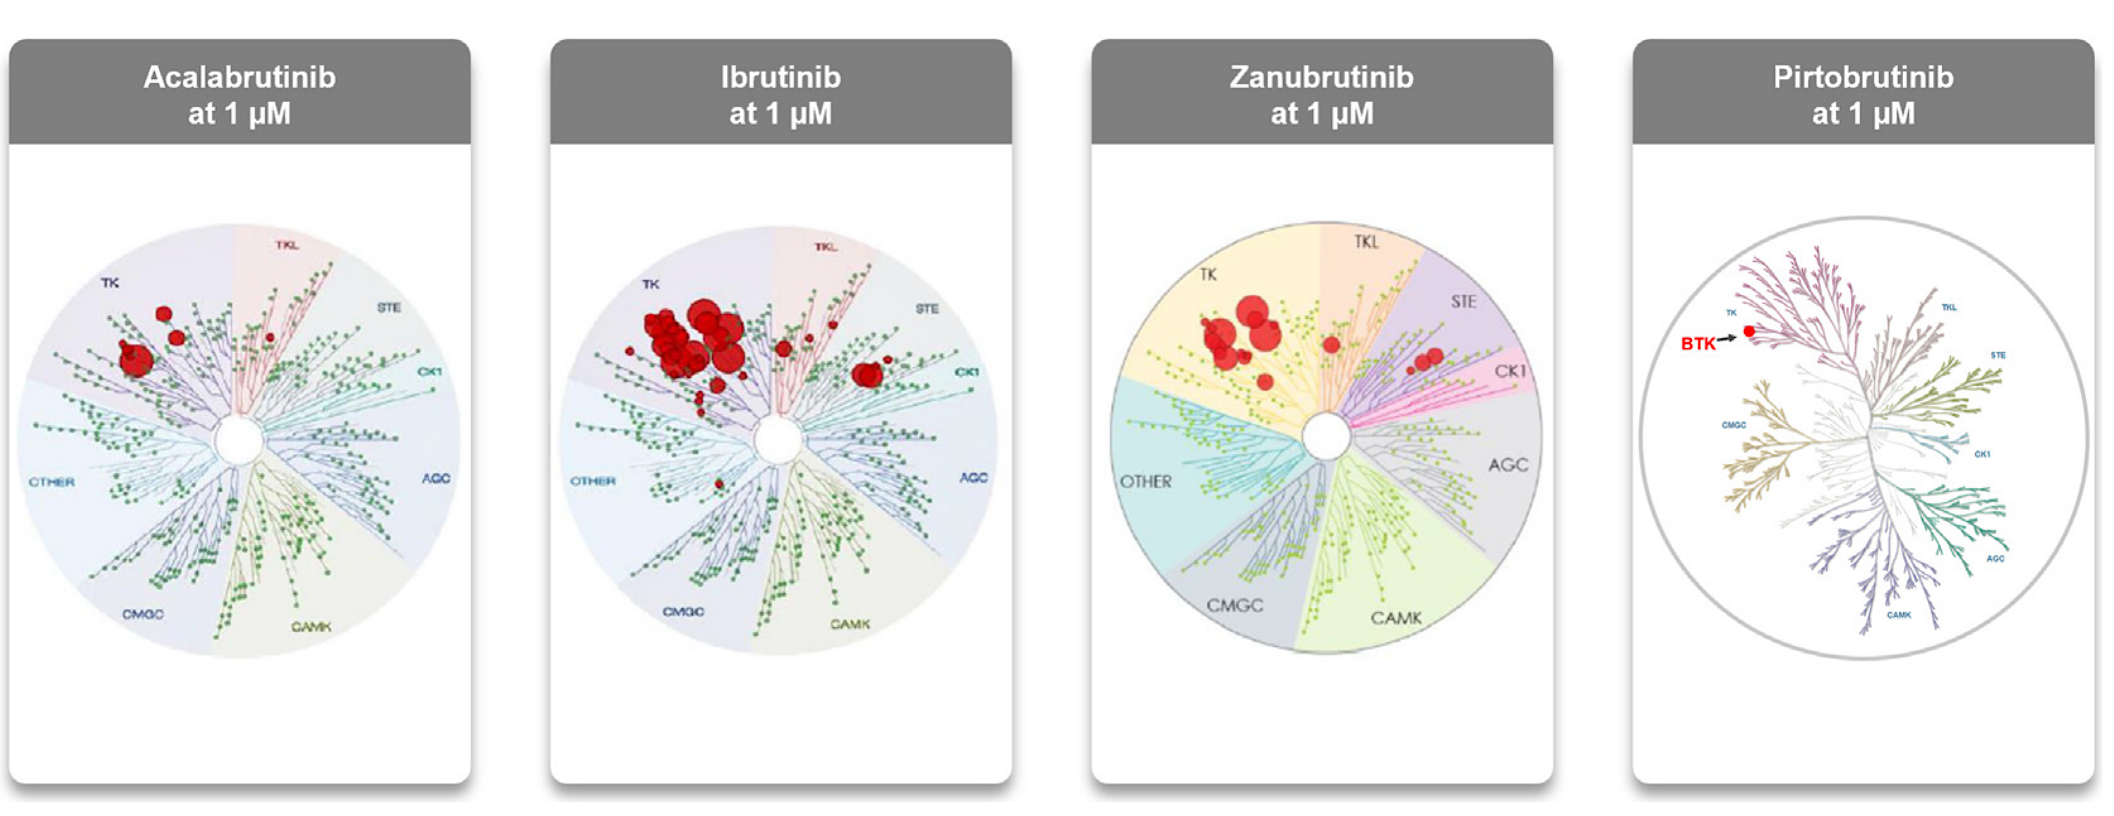 Acalabrutinib
at 1 µM
TKL
TK
STE
CK1
OTHER
AGC
CMGC
CAMK
Ibrutinib
at 1 µM
TKL
TK
STE
CK1
OTHER
AGC
CMGC
CAMK
Zanubrutinib
at 1 µM
TKL
TK
STE
CK1
AGC
OTHER
CMGC
CAMK
Pirtobrutinib
at 1 µM
TK
TKL
BTK
STE
CMGC
CK1
AGC
CAMK